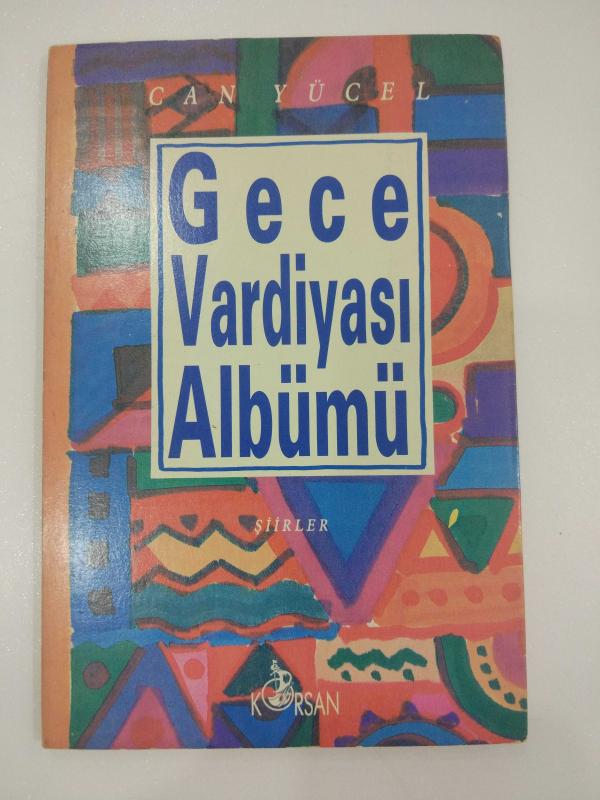 CAN YÜCEL
Gece
Vardiyası
Albümü
ŞİİRLER
KORSAN